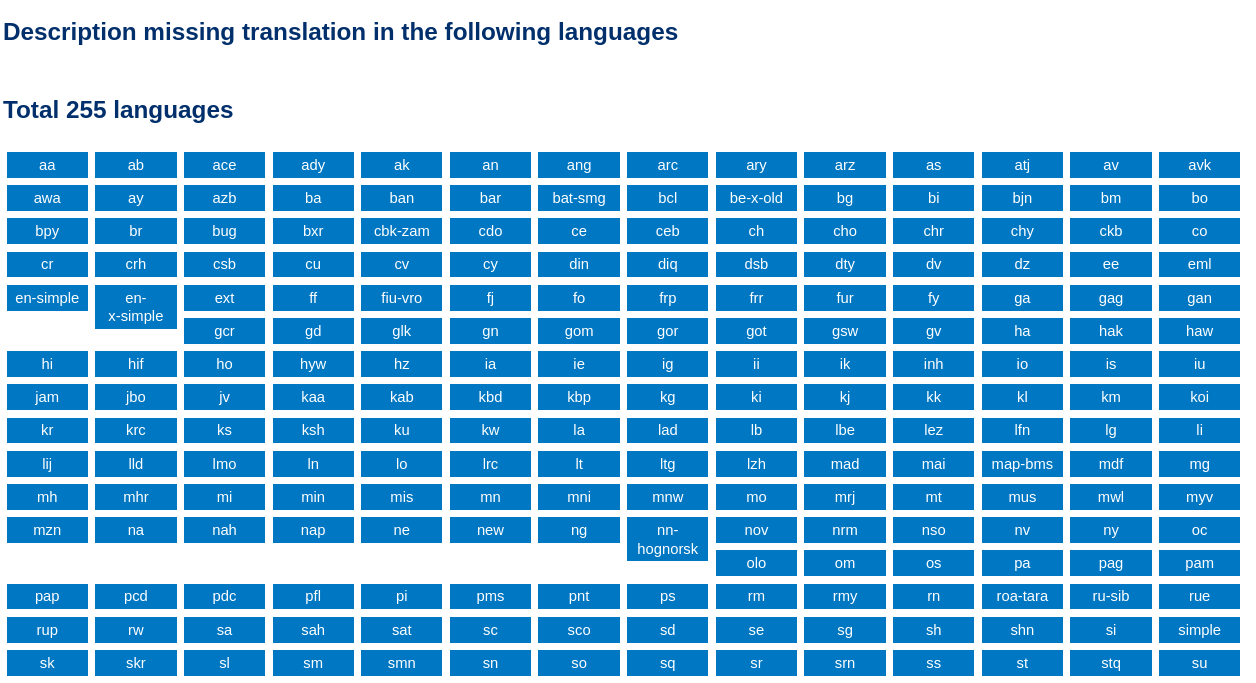 Description missing translation in the following languages
Total 255 languages
aa ab ace ady ak an ang arc ary arz as atj av avk
awa ay azb ba ban bar bat-smg bcl be-x-old bg bi bjn bm bo
bpy br bug bxr cbk-zam cdo ce ceb ch cho chr chy ckb co
cr crh csb cu cv cy din diq dsb dty dv dz ee eml
en-simple en- ext ff fiu-vro fj fo frp frr fur fy ga gag gan
x-simple
gcr gd glk gn gom gor got gsw gv ha hak haw
hi hif ho hyw hz ia ie ig ii ik inh io is iu
jam jbo jv kaa kab kbd kbp kg ki kj kk kl km koi
kr krc ks ksh ku kw la lad lb lbe lez lfn lg li
lij lld lmo ln lo lrc lt ltg lzh mad mai map-bms mdf mg
mh mhr mi min mis mn mni mnw mo mrj mt mus mwl myv
mzn na nah nap ne new ng nn- nov nrm nso nv ny oc
hognorsk
olo om os pa pag pam
pap pcd pdc pfl pi pms pnt ps rm rmy rn roa-tara ru-sib rue
rup rw sa sah sat sc sco sd se sg sh shn si simple
sk skr sl sm smn sn so sq sr srn ss st stq su